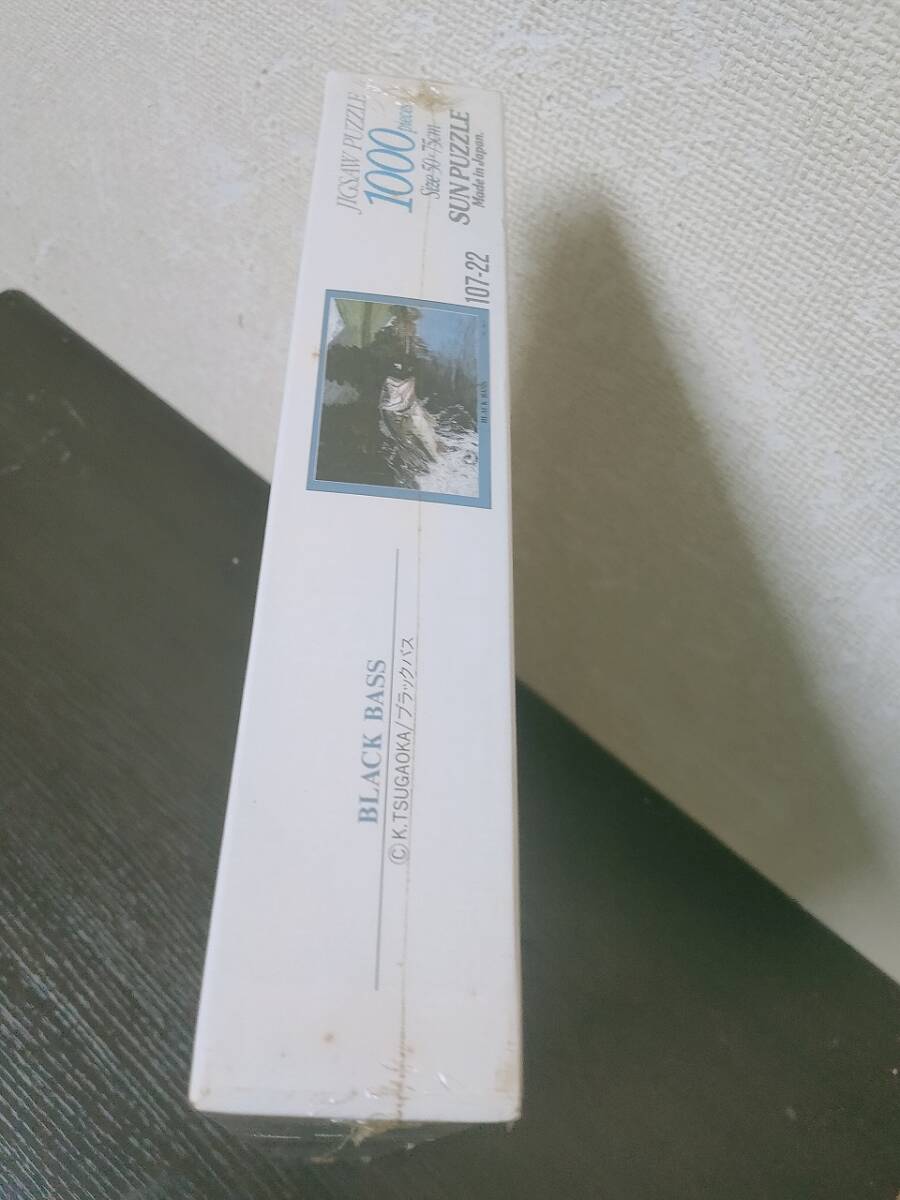 JIGSAW PUZZLE
1000 pieces
Size 50×75cm
SUN PUZZLE
Made In Japan.
107-22
BLACK BASS
BLACK BASS
©K.TSUGAOKA/ブラックバス